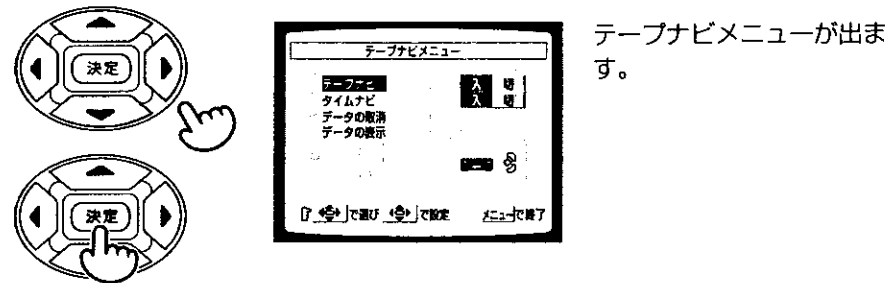 決定
テープナビメニュー
テープナビ 入 切
タイムナビ 入 切
データの取消
データの表示
で選び で設定 メニューで終了
テープナビメニューが出ま
す。
決定